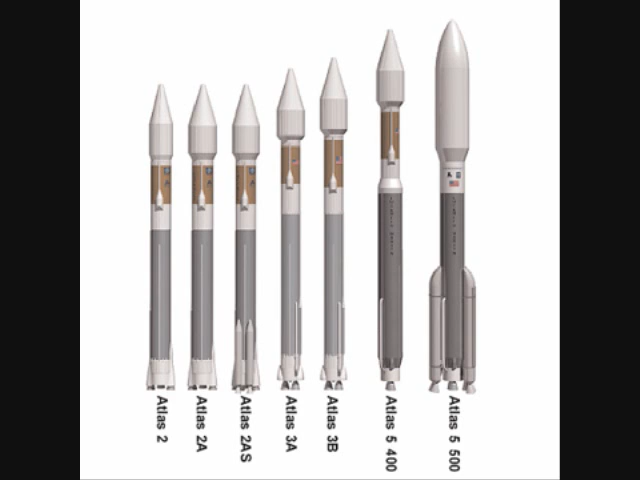 Atlas 2
Atlas 2A
Atlas 2AS
Atlas 3A
Atlas 3B
Atlas 5 400
Atlas 5 500